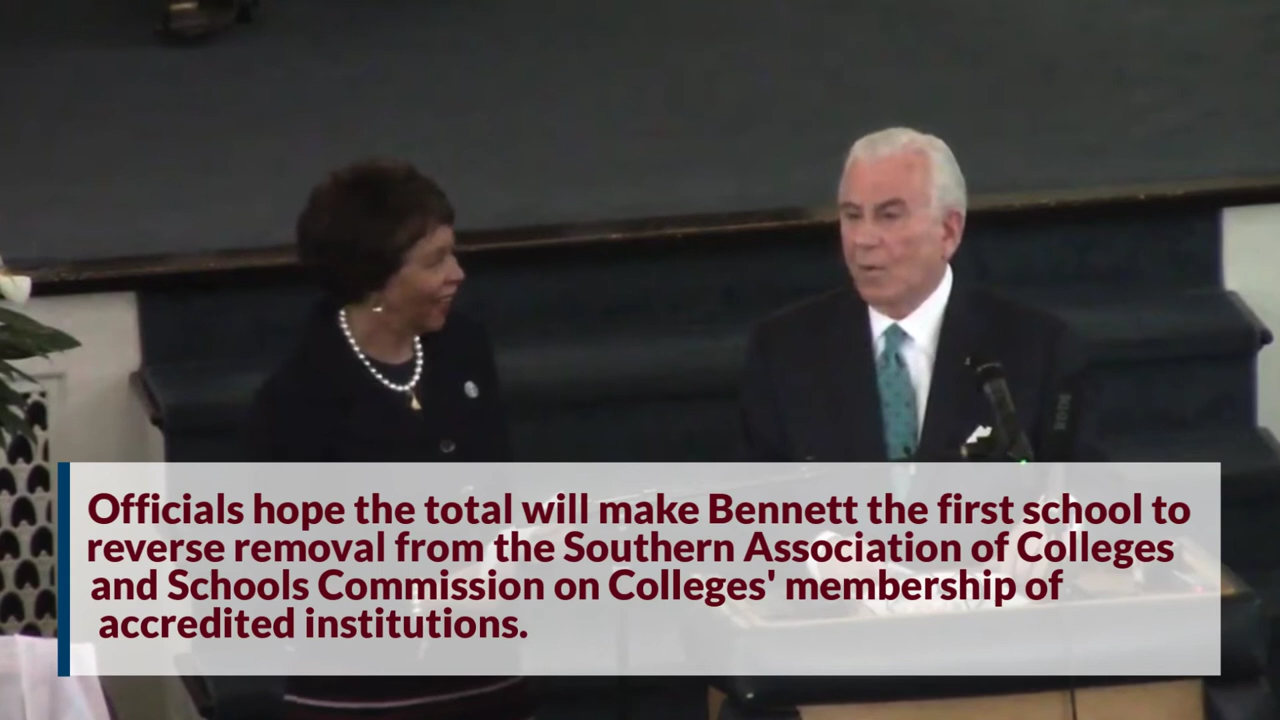 Officials hope the total will make Bennett the first school to
reverse removal from the Southern Association of Colleges
and Schools Commission on Colleges' membership of
accredited institutions.